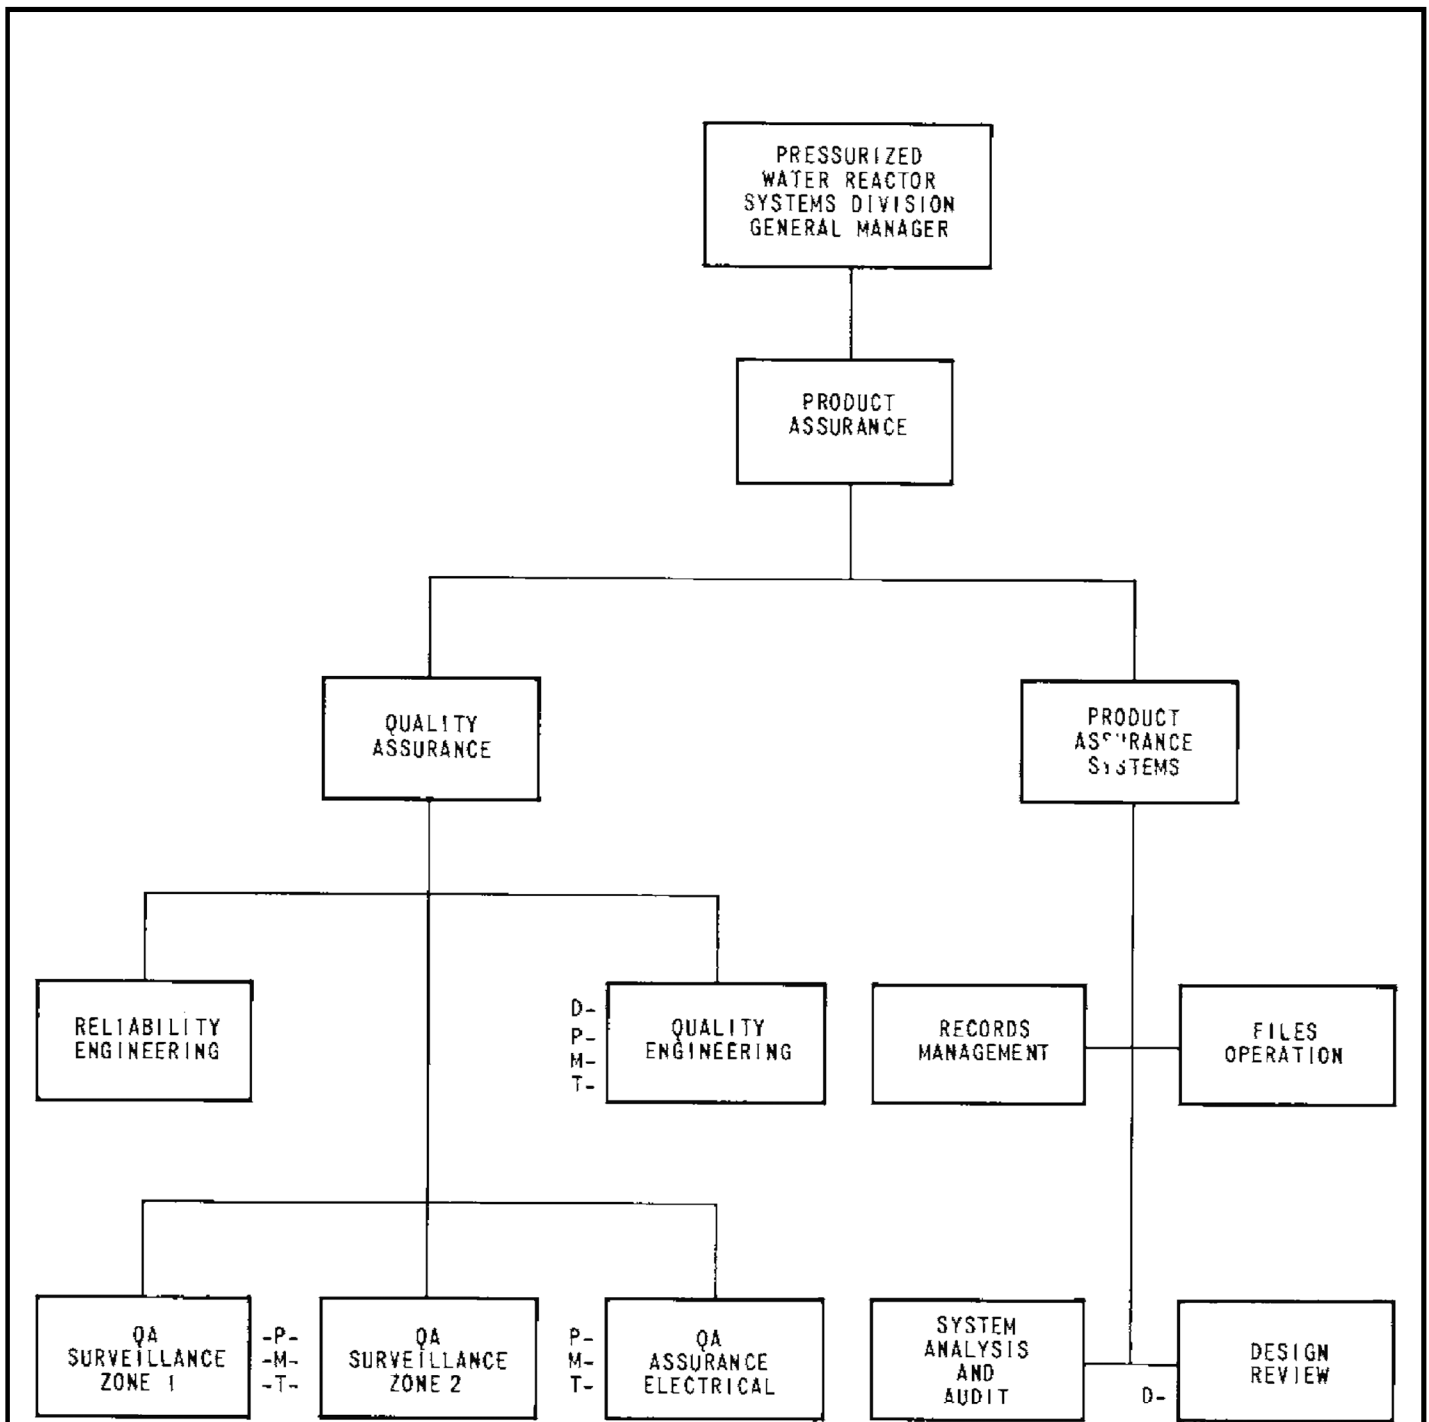 PRESSURIZED
WATER REACTOR
SYSTEMS DIVISION
GENERAL MANAGER
PRODUCT
ASSURANCE
QUALITY
ASSURANCE
PRODUCT
ASSURANCE
SYSTEMS
RELIABILITY
ENGINEERING
D-
P-
M-
T-
QUALITY
ENGINEERING
RECORDS
MANAGEMENT
FILES
OPERATION
QA
SURVEILLANCE
ZONE 1
-P-
-M-
-T-
QA
SURVEILLANCE
ZONE 2
P-
M-
T-
QA
ASSURANCE
ELECTRICAL
SYSTEM
ANALYSIS
AND
AUDIT
D-
DESIGN
REVIEW